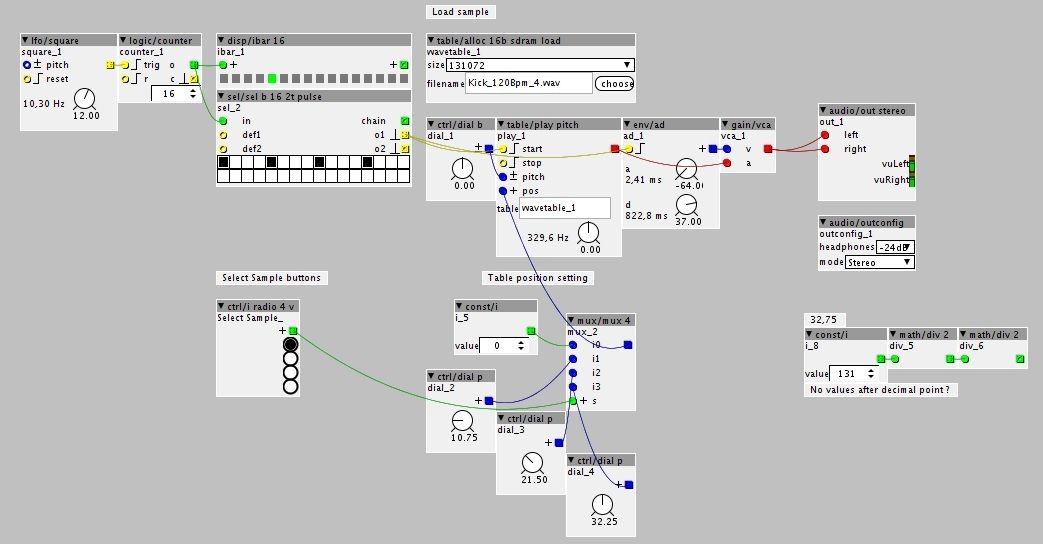 Load sample
lfo/square
square_1
pitch
reset
10,30 Hz
12.00
logic/counter
counter_1
trig o
r c
16
disp/ibar 16
ibar_1
+ +
sel/sel b 16 2t pulse
sel_2
in chain
def1 o1
def2 o2
table/alloc 16b sdram load
wavetable_1
size 131072
filename Kick_120Bpm_4.wav choose
ctrl/dial b
dial_1
+
0.00
table/play pitch
play_1
start
stop
± pitch
+ pos
table wavetable_1
329,6 Hz
0.00
env/ad
ad_1
+
a
2,41 ms
-64.0
d
822,8 ms
37.00
gain/vca
vca_1
v
a
audio/out stereo
out_1
left
right
vuLeft
vuRight
audio/outconfig
outconfig_1
headphones -24dB
mode Stereo
Select Sample buttons
Table position setting
ctrl/i radio 4 v
Select Sample_
+
const/i
i_5
value 0
mux/mux 4
mux_2
i0
i1
i2
i3
+ s
ctrl/dial p
dial_2
+
10.75
ctrl/dial p
dial_3
+
21.50
ctrl/dial p
dial_4
+
32.25
32,75
const/i
i_8
value 131
math/div 2
div_5
math/div 2
div_6
No values after decimal point ?